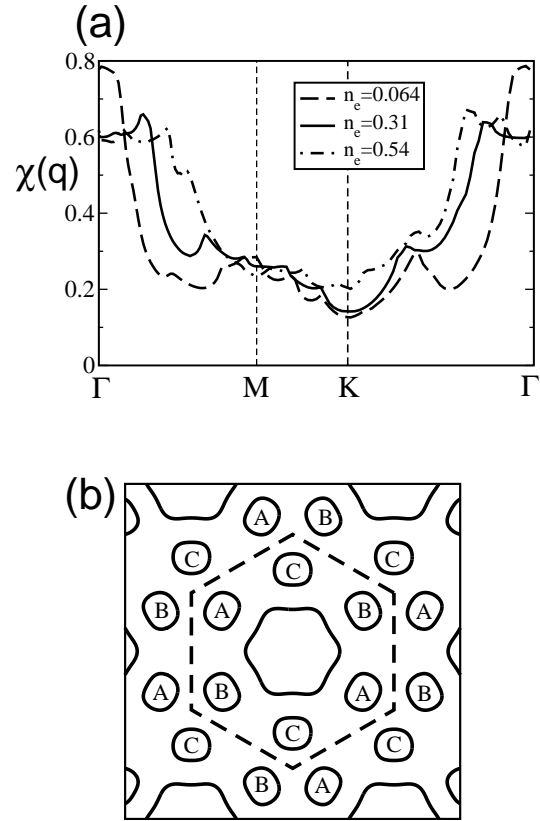 (a)
0.8
n_e=0.064
n_e=0.31
n_e=0.54
0.6
χ(q)
0.4
0.2
0
Γ M K Γ
(b)
A B
C C C
B A B A
A B A B
C C C
B A